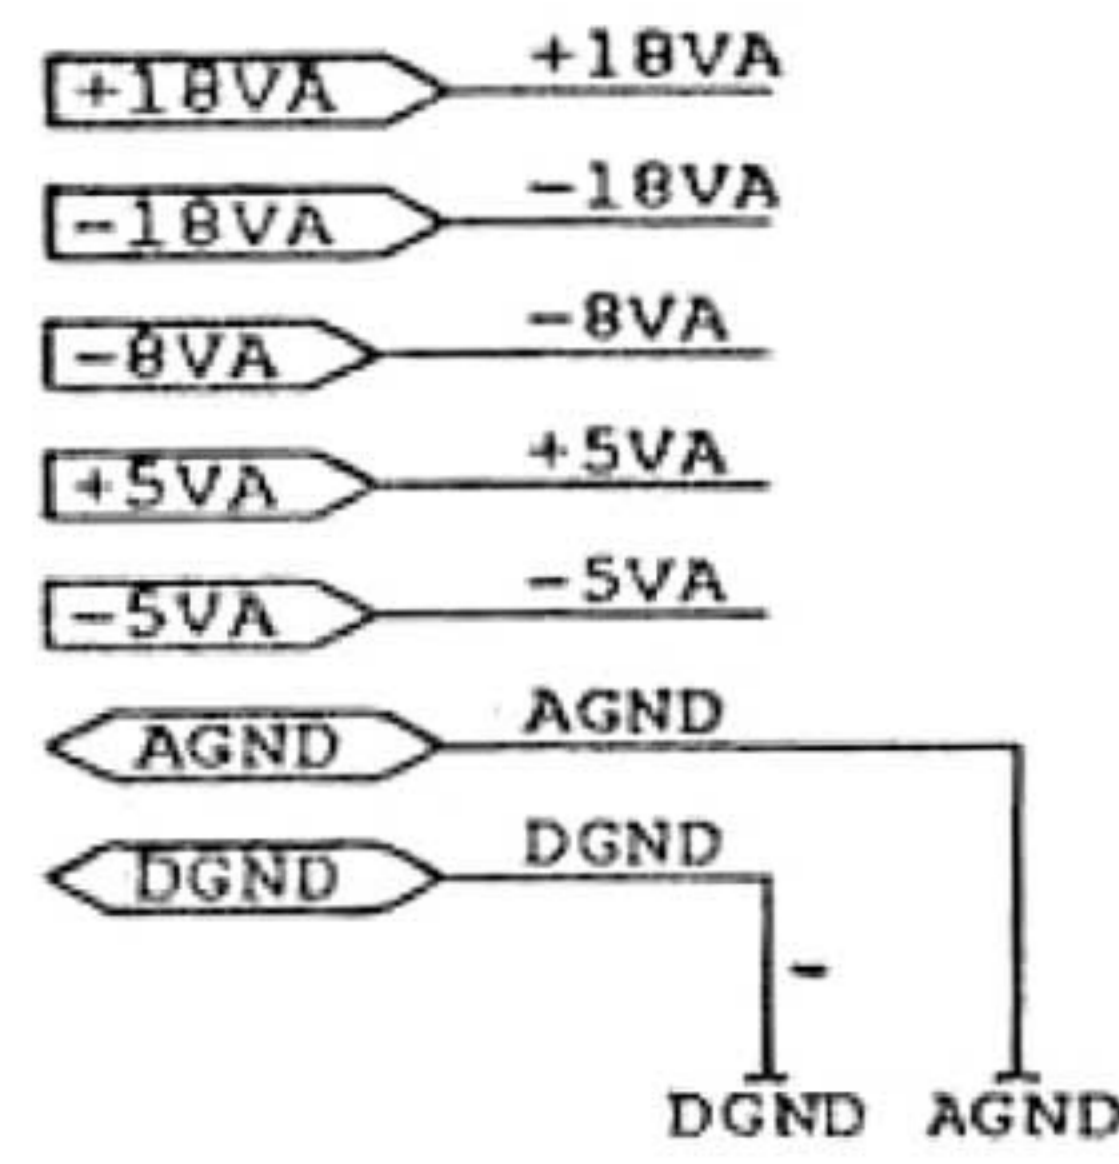 +18VA +18VA
-18VA -18VA
-8VA -8VA
+5VA +5VA
-5VA -5VA
AGND AGND
DGND DGND
-
DGND AGND